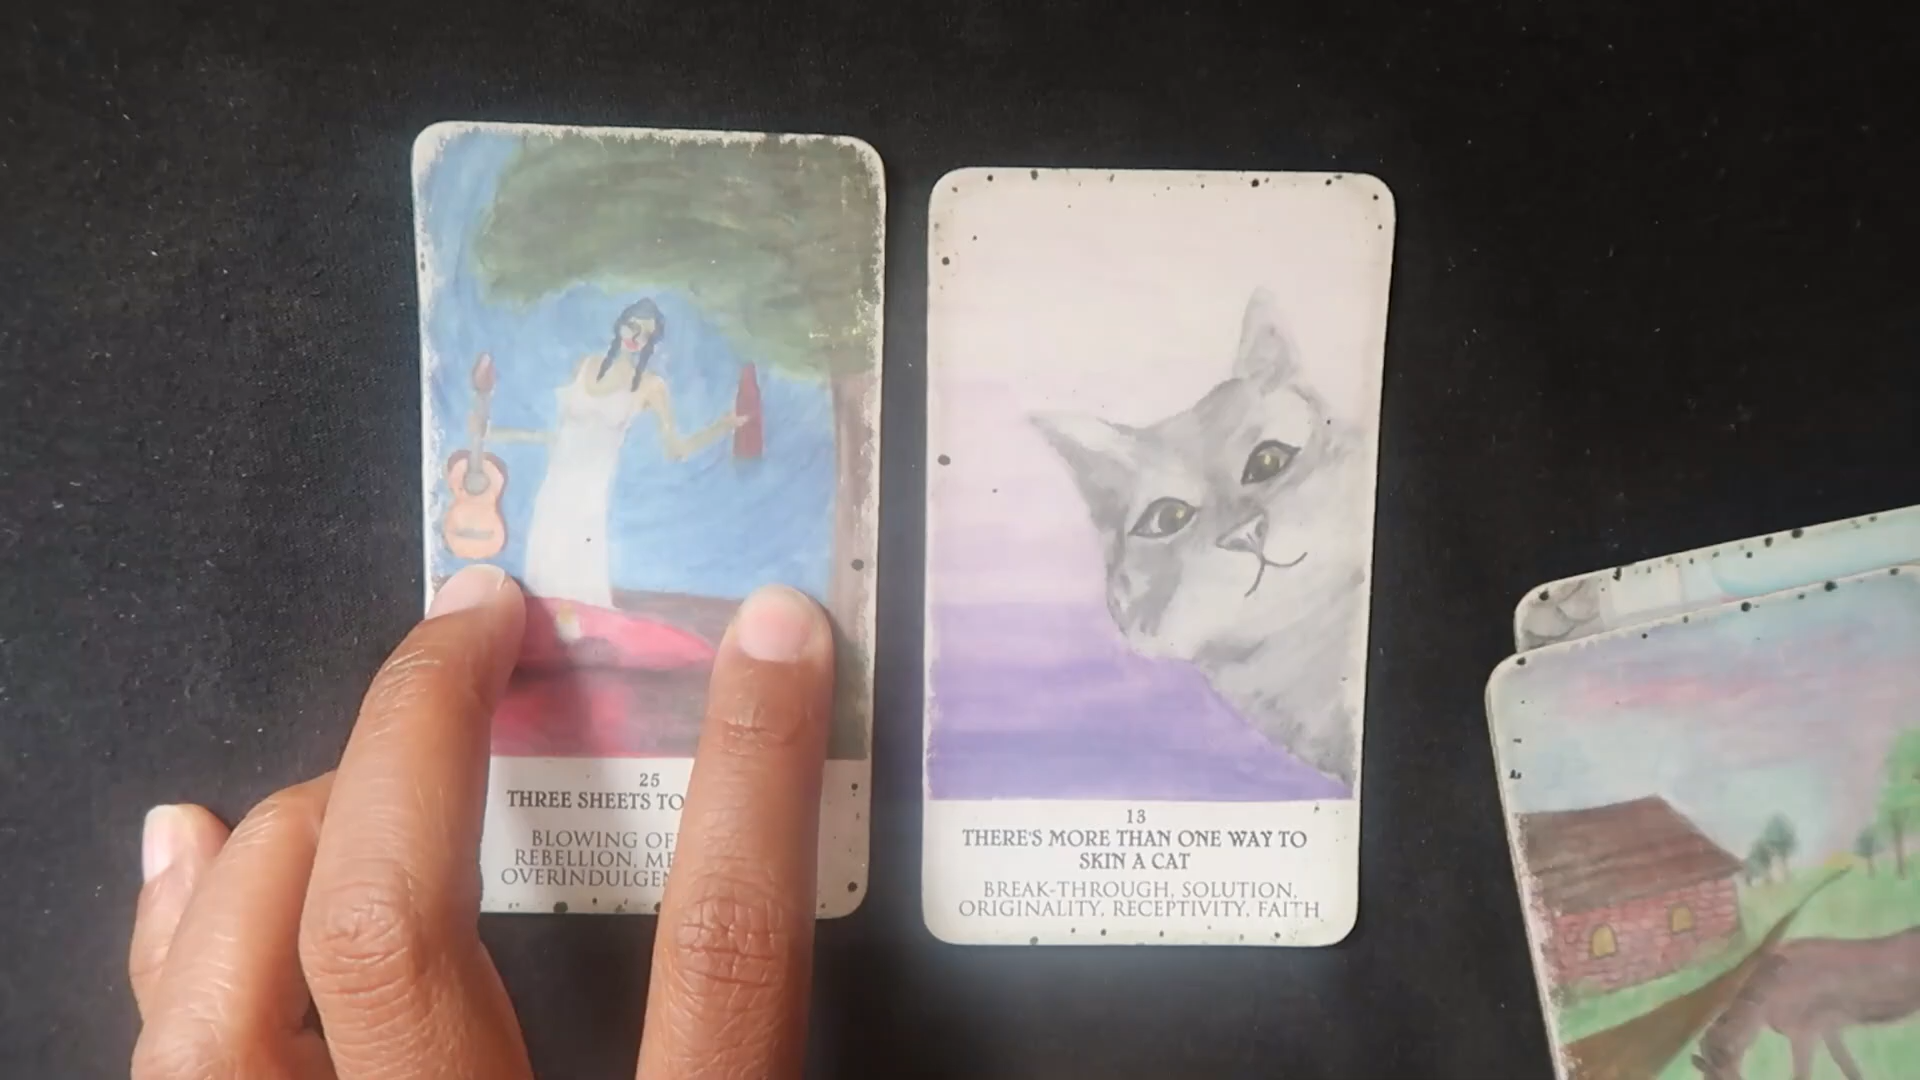 25
THREE SHEETS TO
BLOWING OF
REBELLION, ME
OVERINDULGEN
13
THERE'S MORE THAN ONE WAY TO
SKIN A CAT
BREAK-THROUGH, SOLUTION,
ORIGINALITY, RECEPTIVITY, FAITH